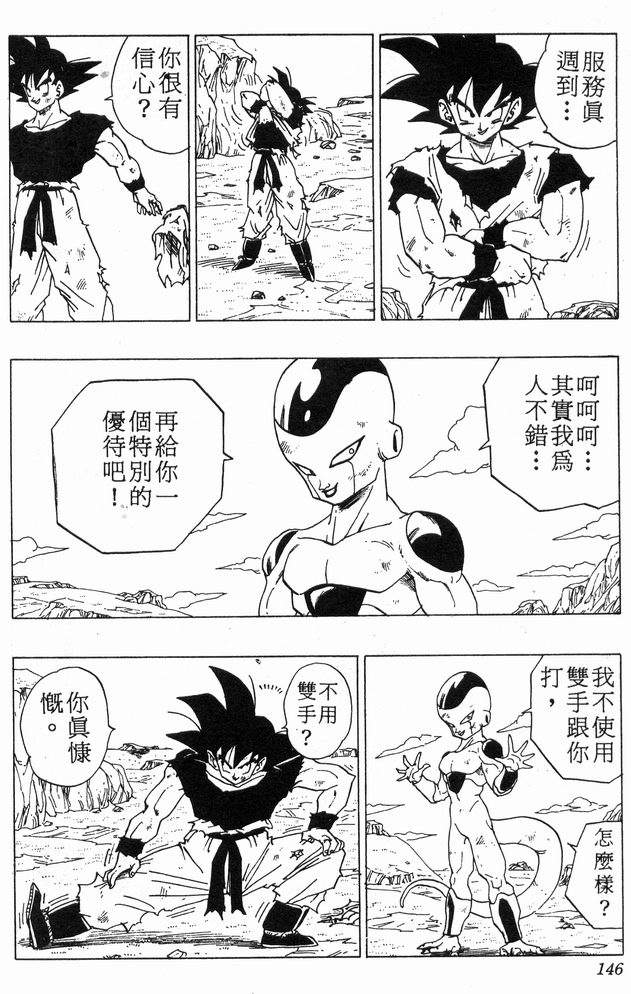 服務眞
週到…
你很有
信心？
呵呵呵…
其實我爲
人不錯…
再給你一
個特別的
優待吧！
我不使用
雙手跟你
打，
怎麼樣？
不用
雙手？
你眞慷
慨。
146